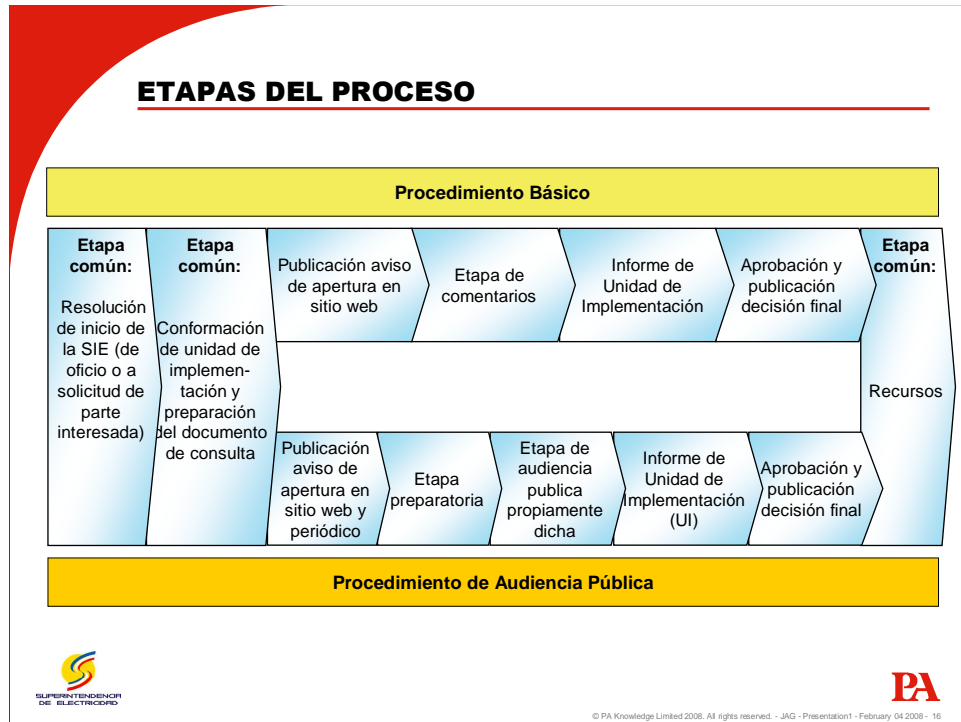 ETAPAS DEL PROCESO
Procedimiento Básico
Etapa
común:
Resolución
de inicio de
la SIE (de
oficio o a
solicitud de
parte
interesada)
Etapa
común:
Conformación
de unidad de
implemen-
tación y
preparación
del documento
de consulta
Publicación aviso
de apertura en
sitio web
Etapa de
comentarios
Informe de
Unidad de
Implementación
Aprobación y
publicación
decisión final
Etapa
común:
Recursos
Publicación
aviso de
apertura en
sitio web y
periódico
Etapa
preparatoria
Etapa de
audiencia
publica
propiamente
dicha
Informe de
Unidad de
Implementación
(UI)
Aprobación y
publicación
decisión final
Procedimiento de Audiencia Pública
SUPERINTENDENCIA
DE ELECTRICIDAD
PA
© PA Knowledge Limited 2008. All rights reserved. - JAG - Presentation1 - February 04 2008 - 16